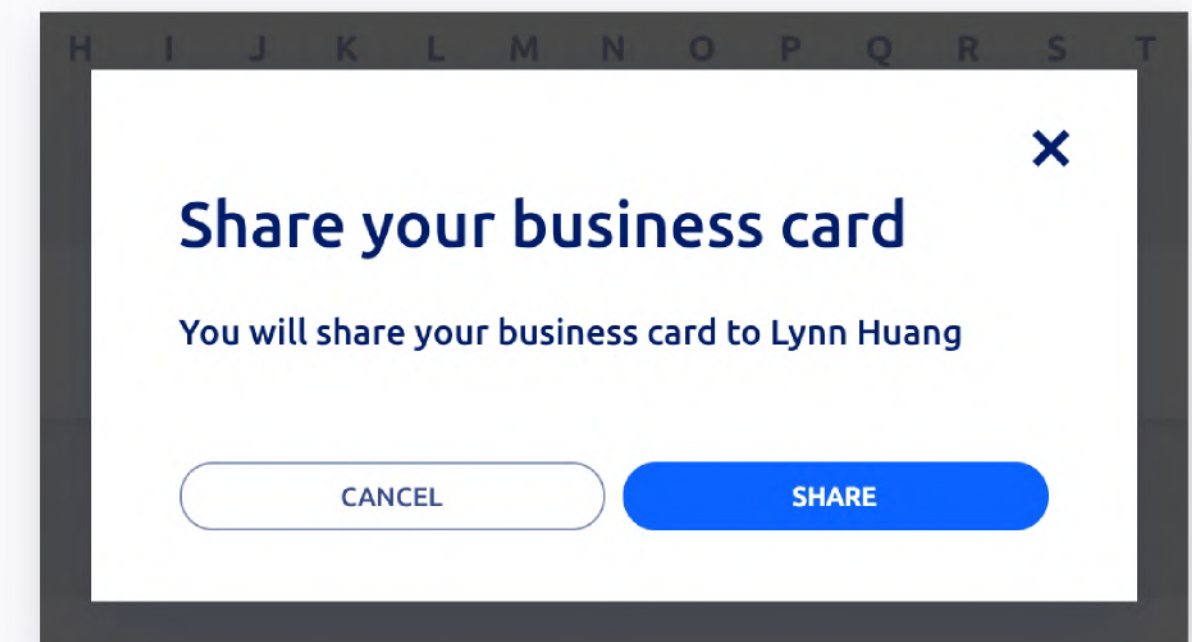 H I J K L M N O P Q R S T
Share your business card
You will share your business card to Lynn Huang
CANCEL SHARE